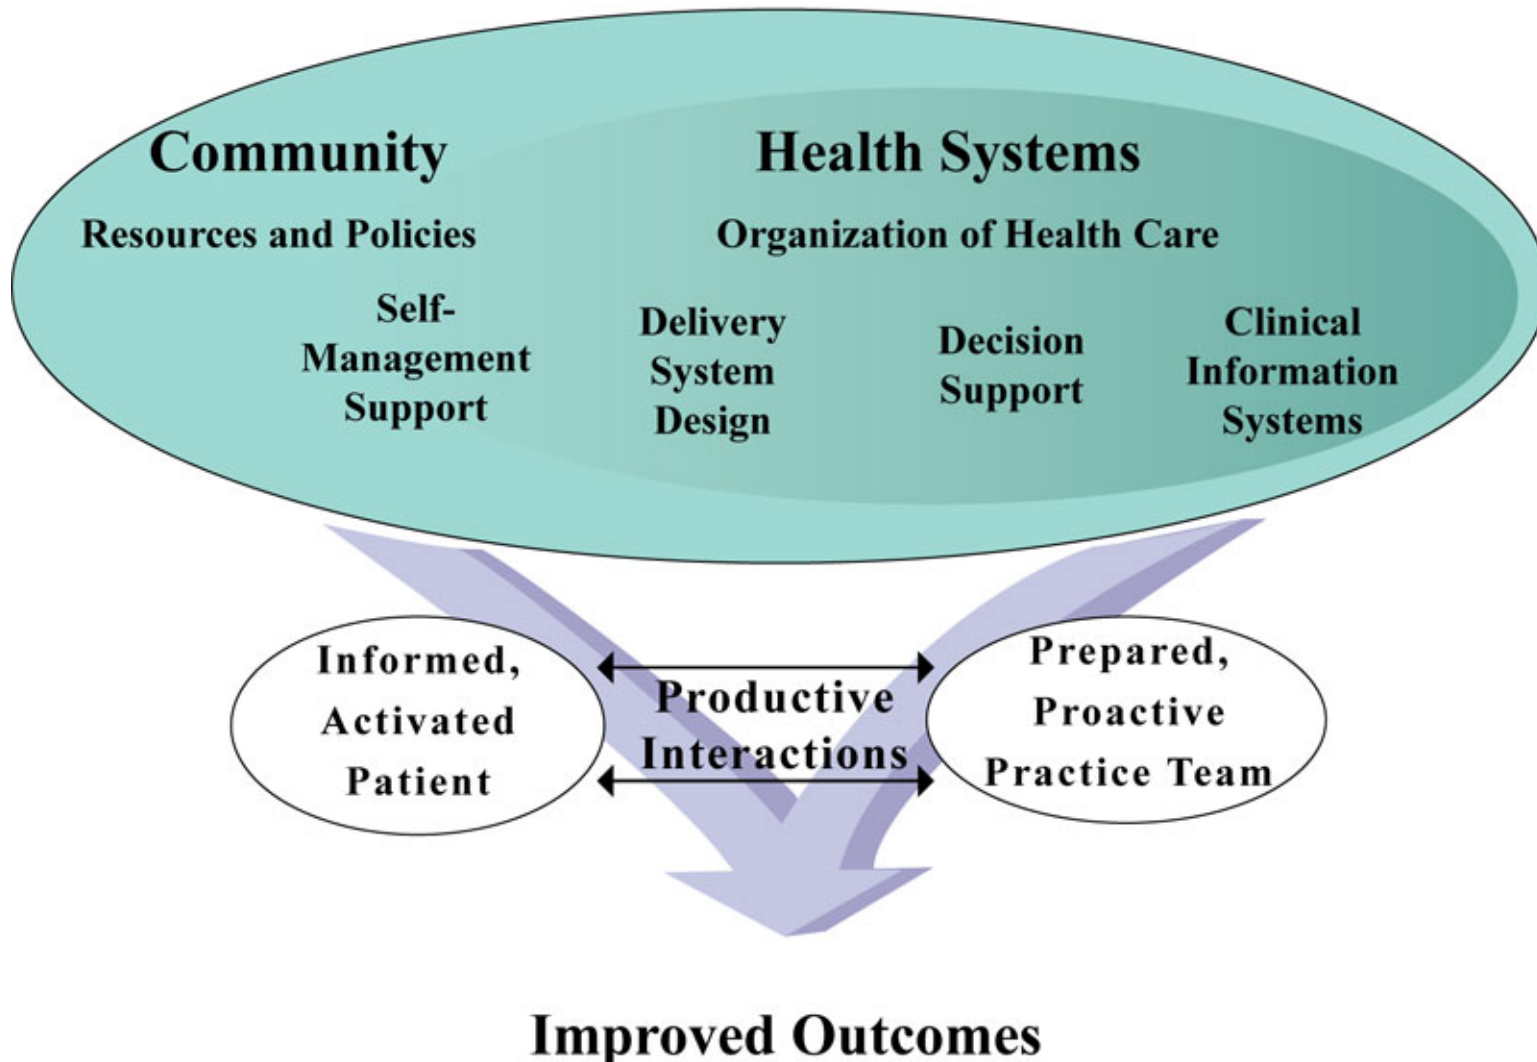 Community
Health Systems
Resources and Policies
Organization of Health Care
Self-
Management
Support
Delivery
System
Design
Decision
Support
Clinical
Information
Systems
Informed,
Activated
Patient
Productive
Interactions
Prepared,
Proactive
Practice Team
Improved Outcomes